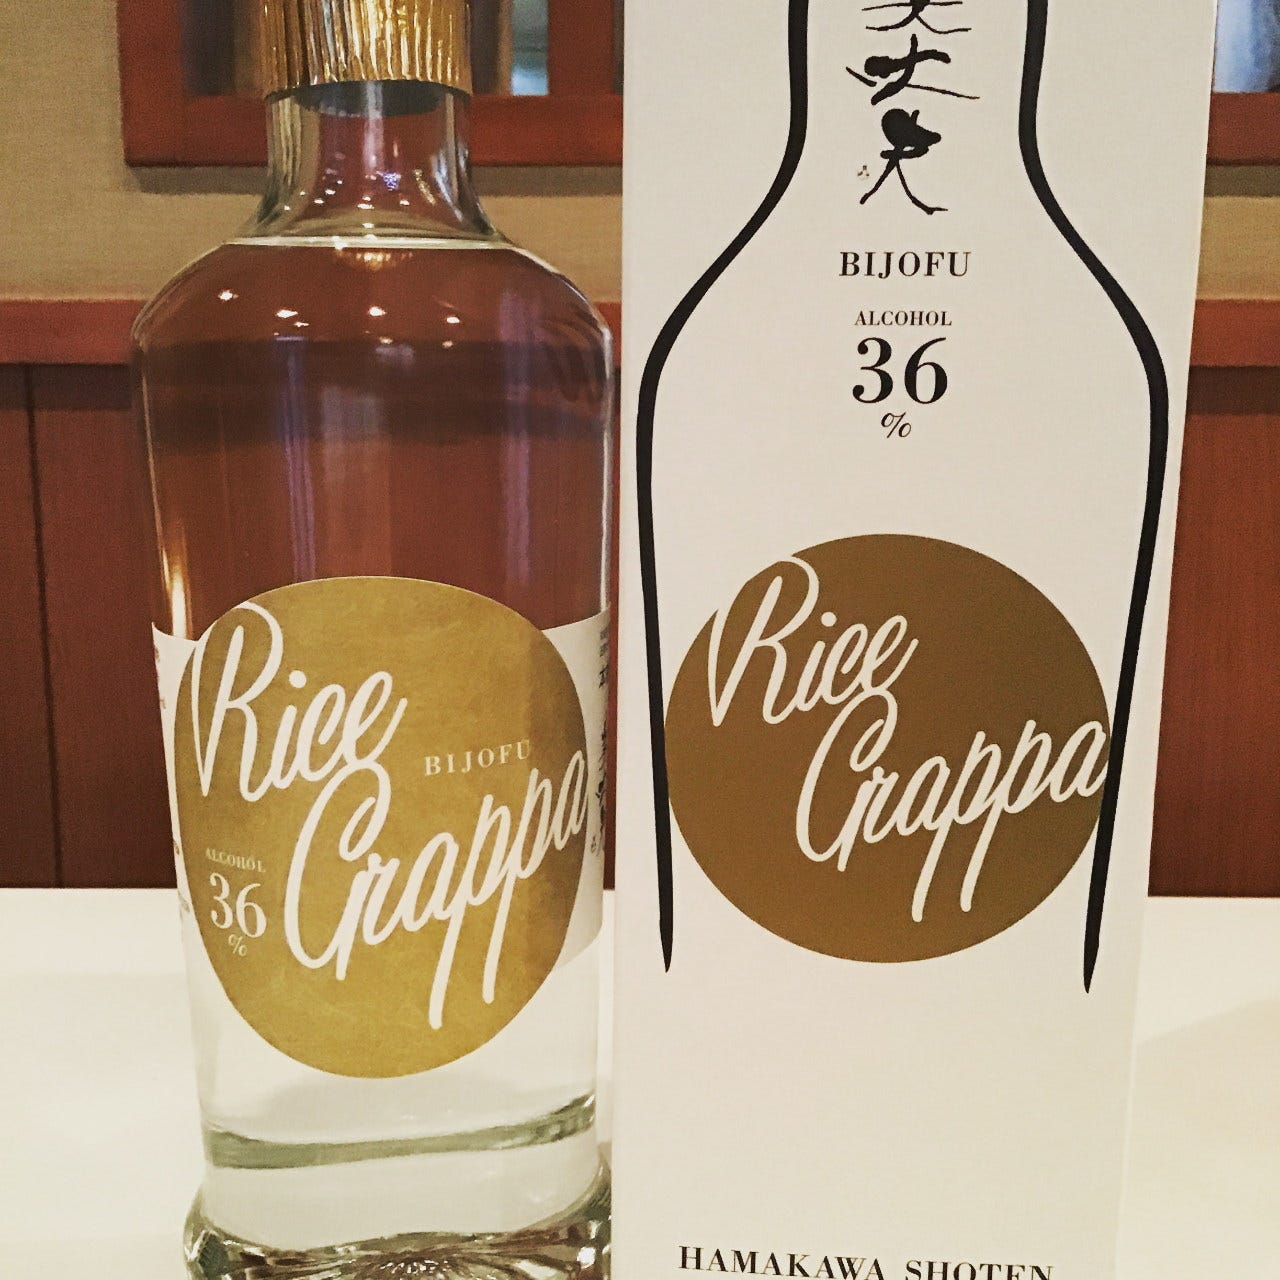 Rice
BIJOFU
Grappa
ALCOHOL
36
%
美丈夫
BIJOFU
ALCOHOL
36
%
Rice
Grappa
HAMAKAWA SHOTEN